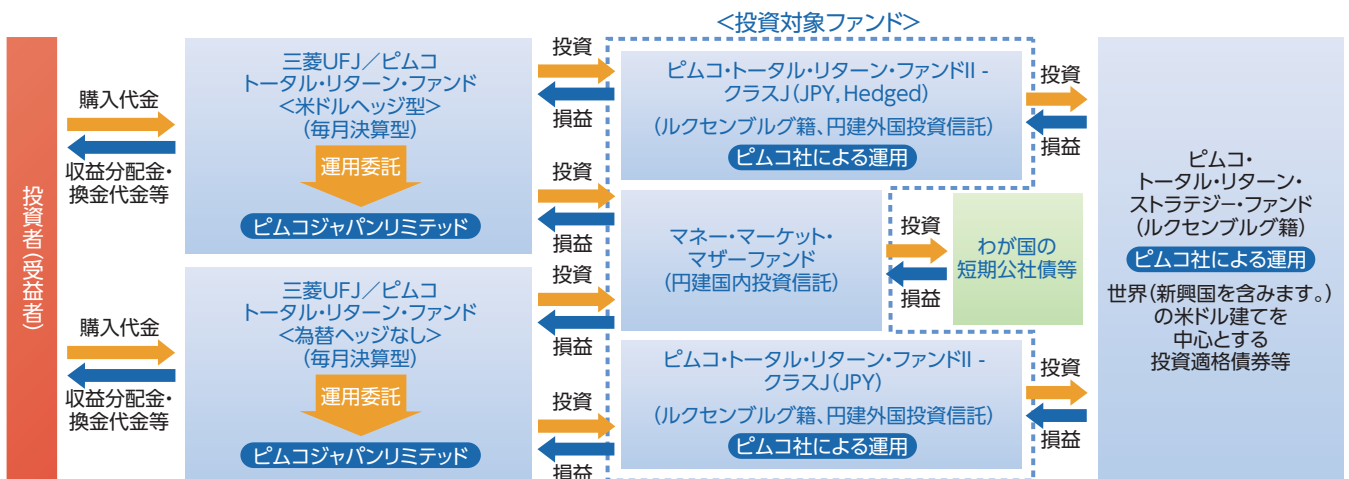 <投資対象ファンド>
投資者(受益者)
購入代金
収益分配金・
換金代金等
三菱UFJ/ピムコ
トータル・リターン・ファンド
<米ドルヘッジ型>
(毎月決算型)
運用委託
ピムコジャパンリミテッド
投資
損益
投資
損益
ピムコ・トータル・リターン・ファンドII -
クラスJ(JPY,Hedged)
(ルクセンブルグ籍、円建外国投資信託)
ピムコ社による運用
投資
損益
マネー・マーケット・
マザーファンド
(円建国内投資信託)
投資
損益
わが国の
短期公社債等
購入代金
収益分配金・
換金代金等
三菱UFJ/ピムコ
トータル・リターン・ファンド
<為替ヘッジなし>
(毎月決算型)
運用委託
ピムコジャパンリミテッド
投資
損益
投資
損益
ピムコ・トータル・リターン・ファンドII -
クラスJ(JPY)
(ルクセンブルグ籍、円建外国投資信託)
ピムコ社による運用
投資
損益
ピムコ・
トータル・リターン・
ストラテジー・ファンド
(ルクセンブルグ籍)
ピムコ社による運用
世界(新興国を含みます。)
の米ドル建てを
中心とする
投資適格債券等